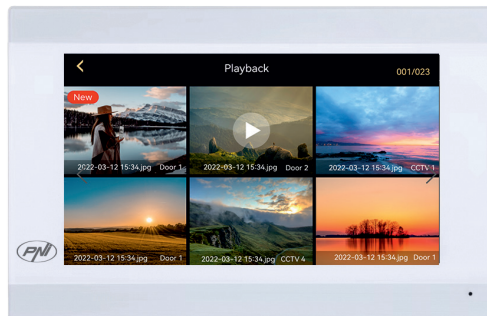 Playback
001/023
New
2022-03-12 15:34.jpg Door 1
2022-03-12 15:34.jpg Door 2
2022-03-12 15:34.jpg CCTV 1
2022-03-12 15:34.jpg Door 1
2022-03-12 15:34.jpg CCTV 4
2022-03-12 15:34.jpg Door 1
PNI